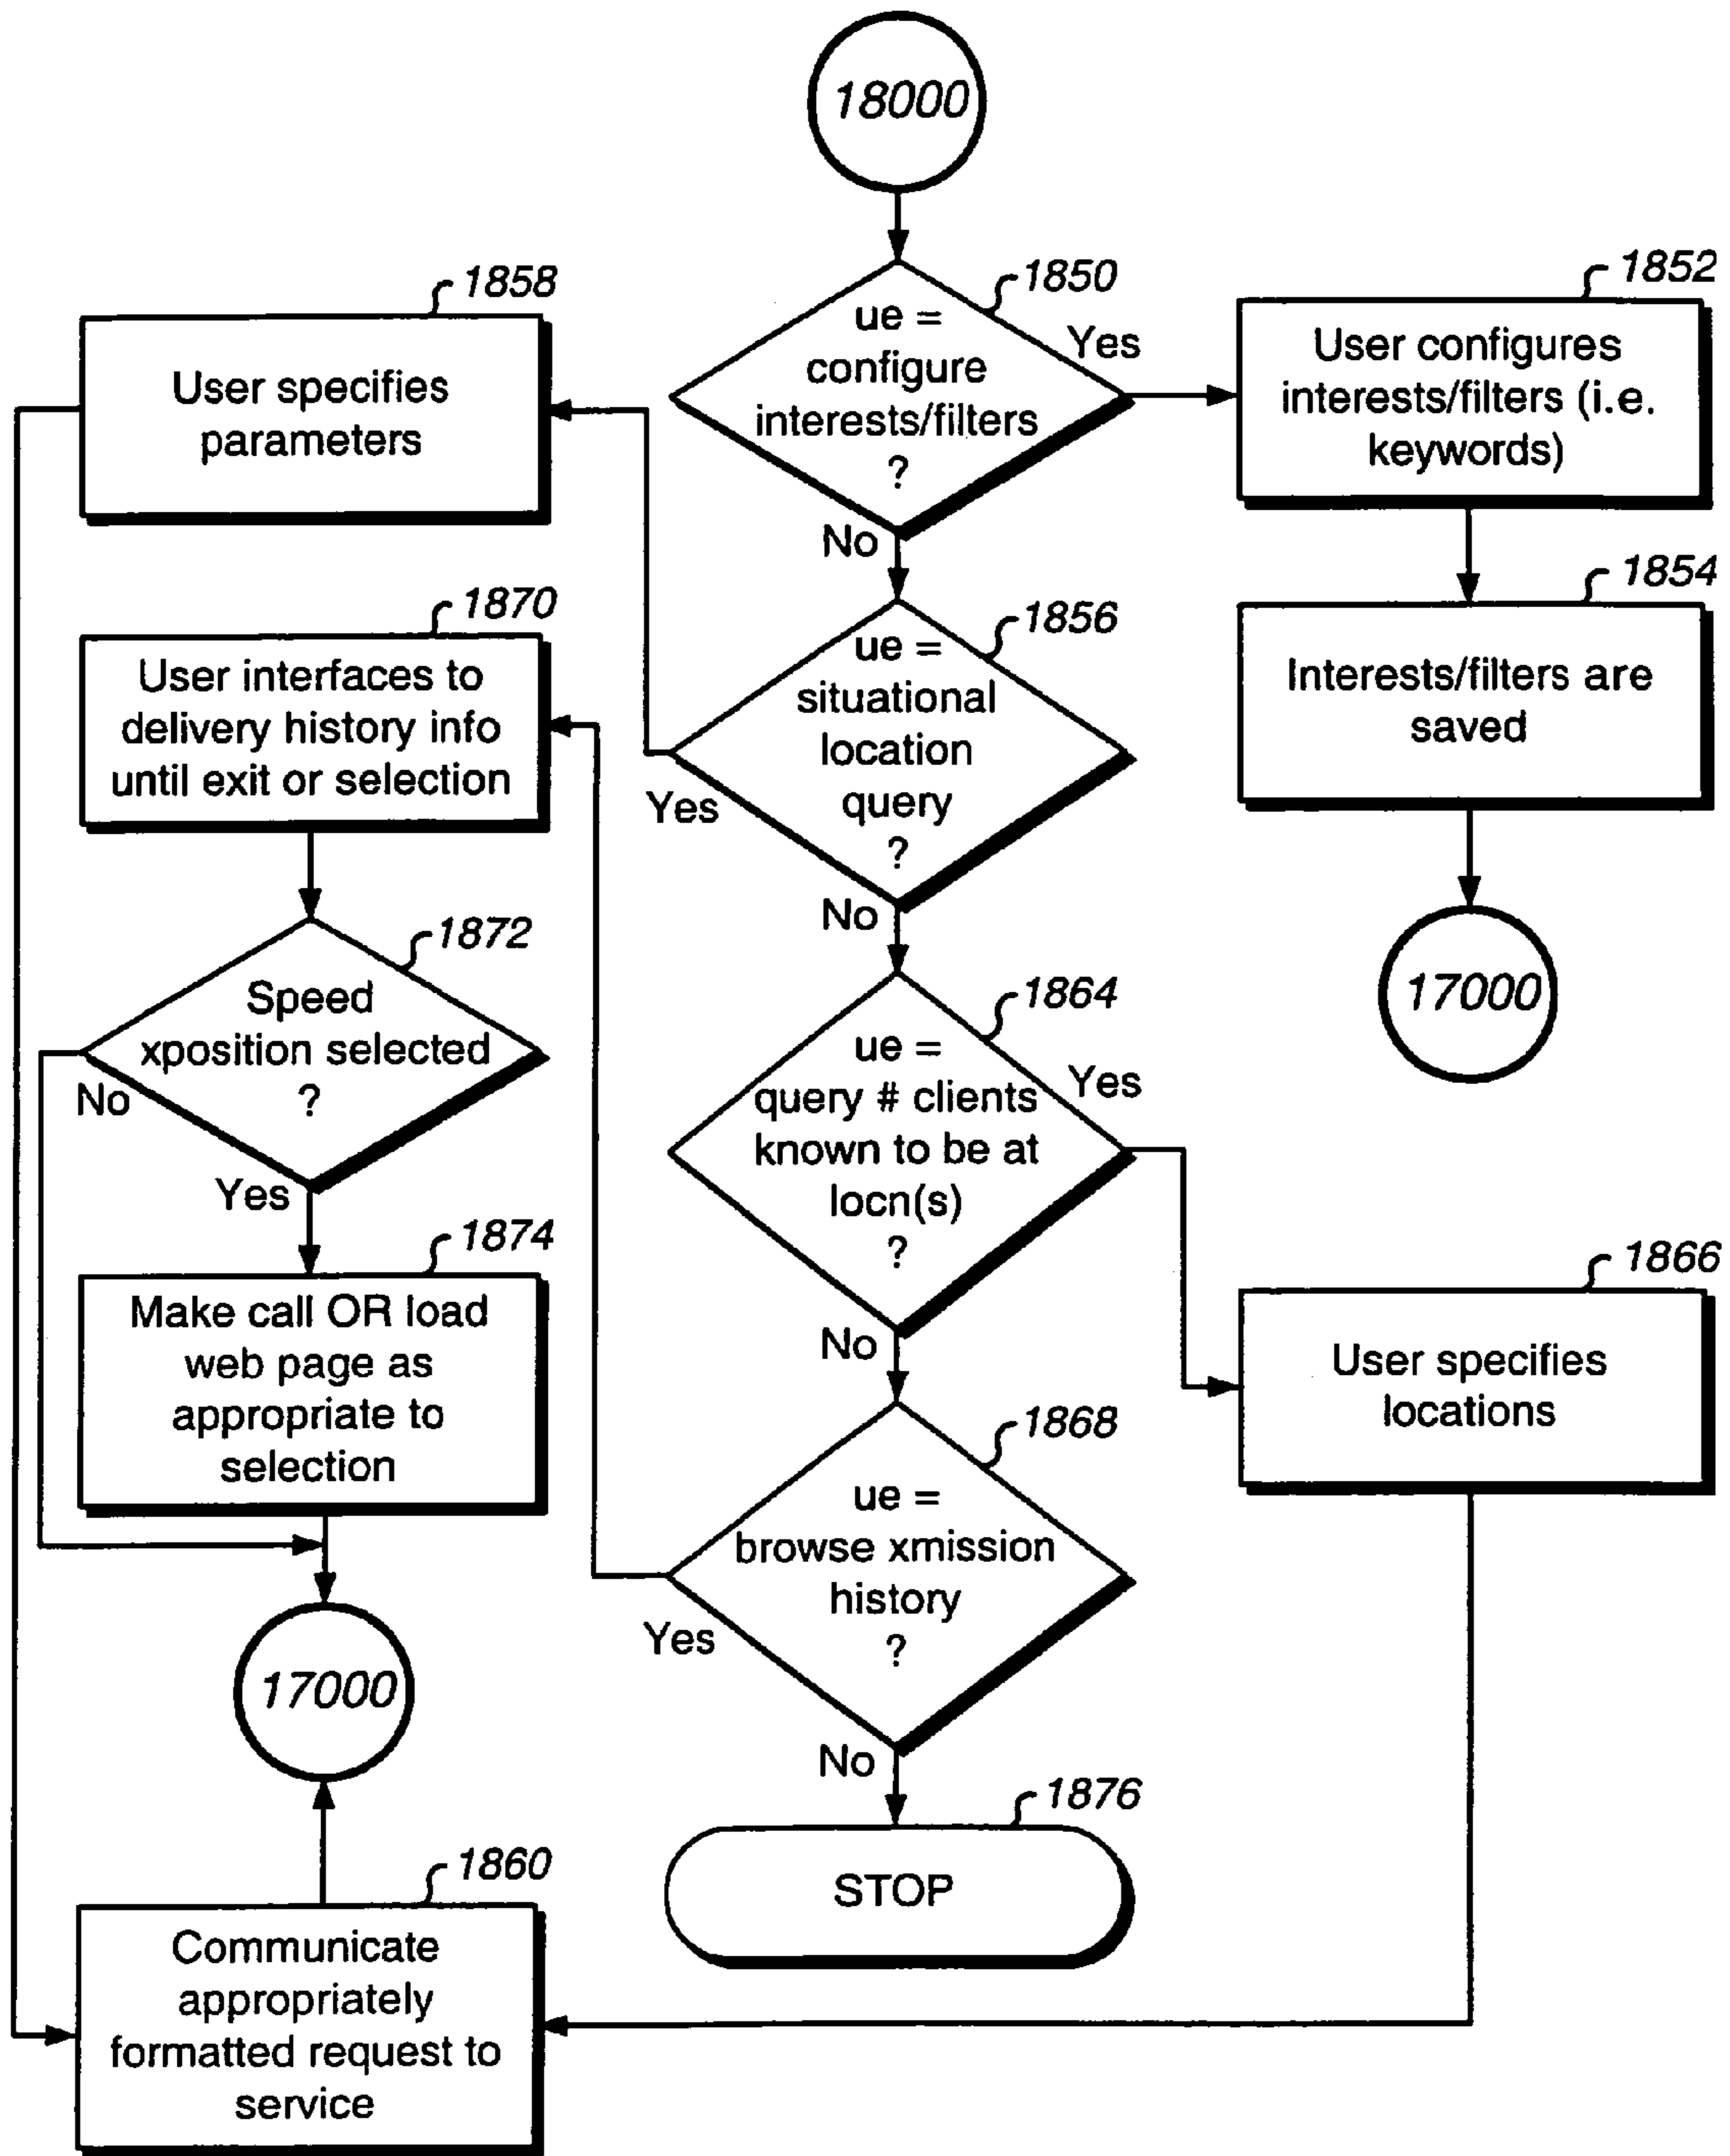 18000
1850
ue =
configure
interests/filters
?
Yes
No
1852
User configures
interests/filters (i.e.
keywords)
1854
Interests/filters are
saved
17000
1856
ue =
situational
location
query
?
Yes
No
1858
User specifies
parameters
1864
ue =
query # clients
known to be at
locn(s)
?
Yes
No
1866
User specifies
locations
1868
ue =
browse xmission
history
?
Yes
No
1870
User interfaces to
delivery history info
until exit or selection
1872
Speed
xposition selected
?
No
Yes
1874
Make call OR load
web page as
appropriate to
selection
17000
1860
Communicate
appropriately
formatted request to
service
1876
STOP